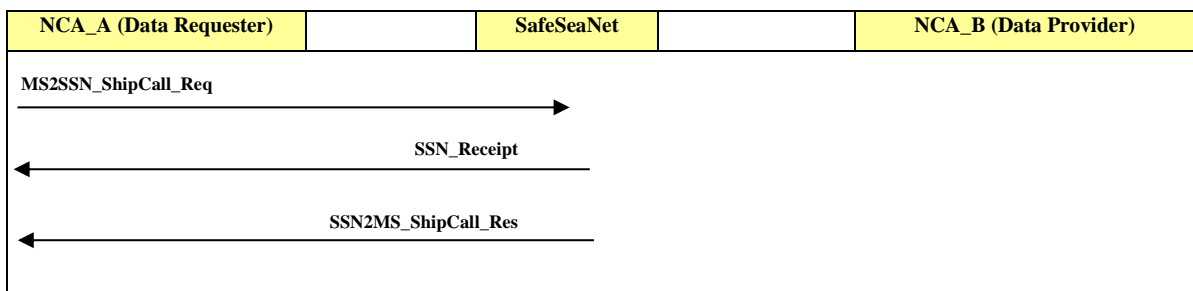 NCA_A (Data Requester) SafeSeaNet NCA_B (Data Provider)
MS2SSN_ShipCall_Req
SSN_Receipt
SSN2MS_ShipCall_Res